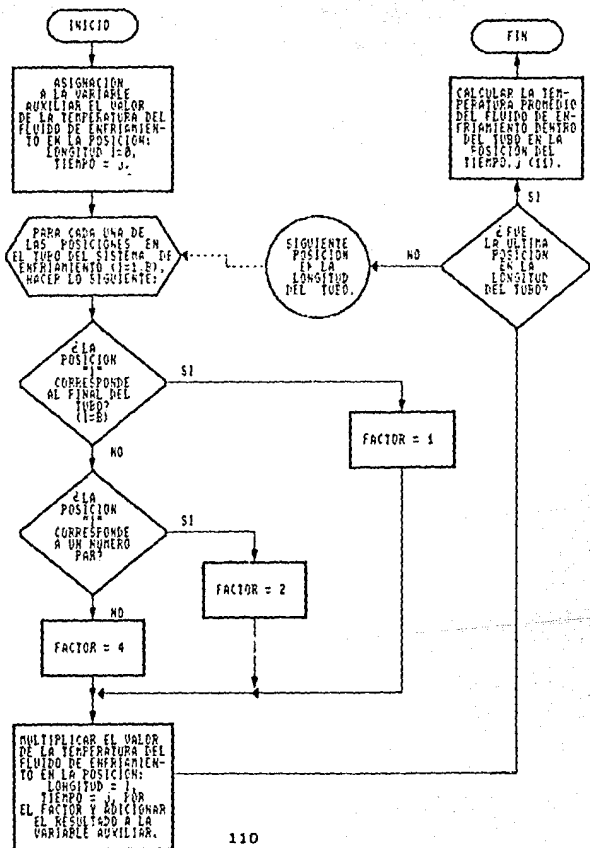 INICIO
ASIGNACION
A LA VARIABLE
AUXILIAR EL VALOR
DE LA TEMPERATURA DEL
FLUIDO DE ENFRIAMIEN-
TO EN LA POSICION:
LONGITUD i=0,
TIEMPO = j.
PARA CADA UNA DE
LAS POSICIONES EN
EL TUBO DEL SISTEMA DE
ENFRIAMIENTO (i=1,B),
HACER LO SIGUIENTE:
¿LA
POSICION
"i"
CORRESPONDE
AL FINAL DEL
TUBO?
(i=B)
SI
FACTOR = 1
NO
¿LA
POSICION
"i"
CORRESPONDE
A UN NUMERO
PAR?
SI
FACTOR = 2
NO
FACTOR = 4
MULTIPLICAR EL VALOR
DE LA TEMPERATURA DEL
FLUIDO DE ENFRIAMIEN-
TO EN LA POSICION:
LONGITUD = i,
TIEMPO = j, POR
EL FACTOR Y ADICIONAR
EL RESULTADO A LA
VARIABLE AUXILIAR.
¿FUE
LA ULTIMA
POSICION
EN LA
LONGITUD
DEL TUBO?
NO
SIGUIENTE
POSICION
EN LA
LONGITUD
DEL TUBO.
SI
CALCULAR LA TEM-
PERATURA PROMEDIO
DEL FLUIDO DE EN-
FRIAMIENTO DENTRO
DEL TUBO EN LA
POSICION DEL
TIEMPO, j (11).
FIN
110